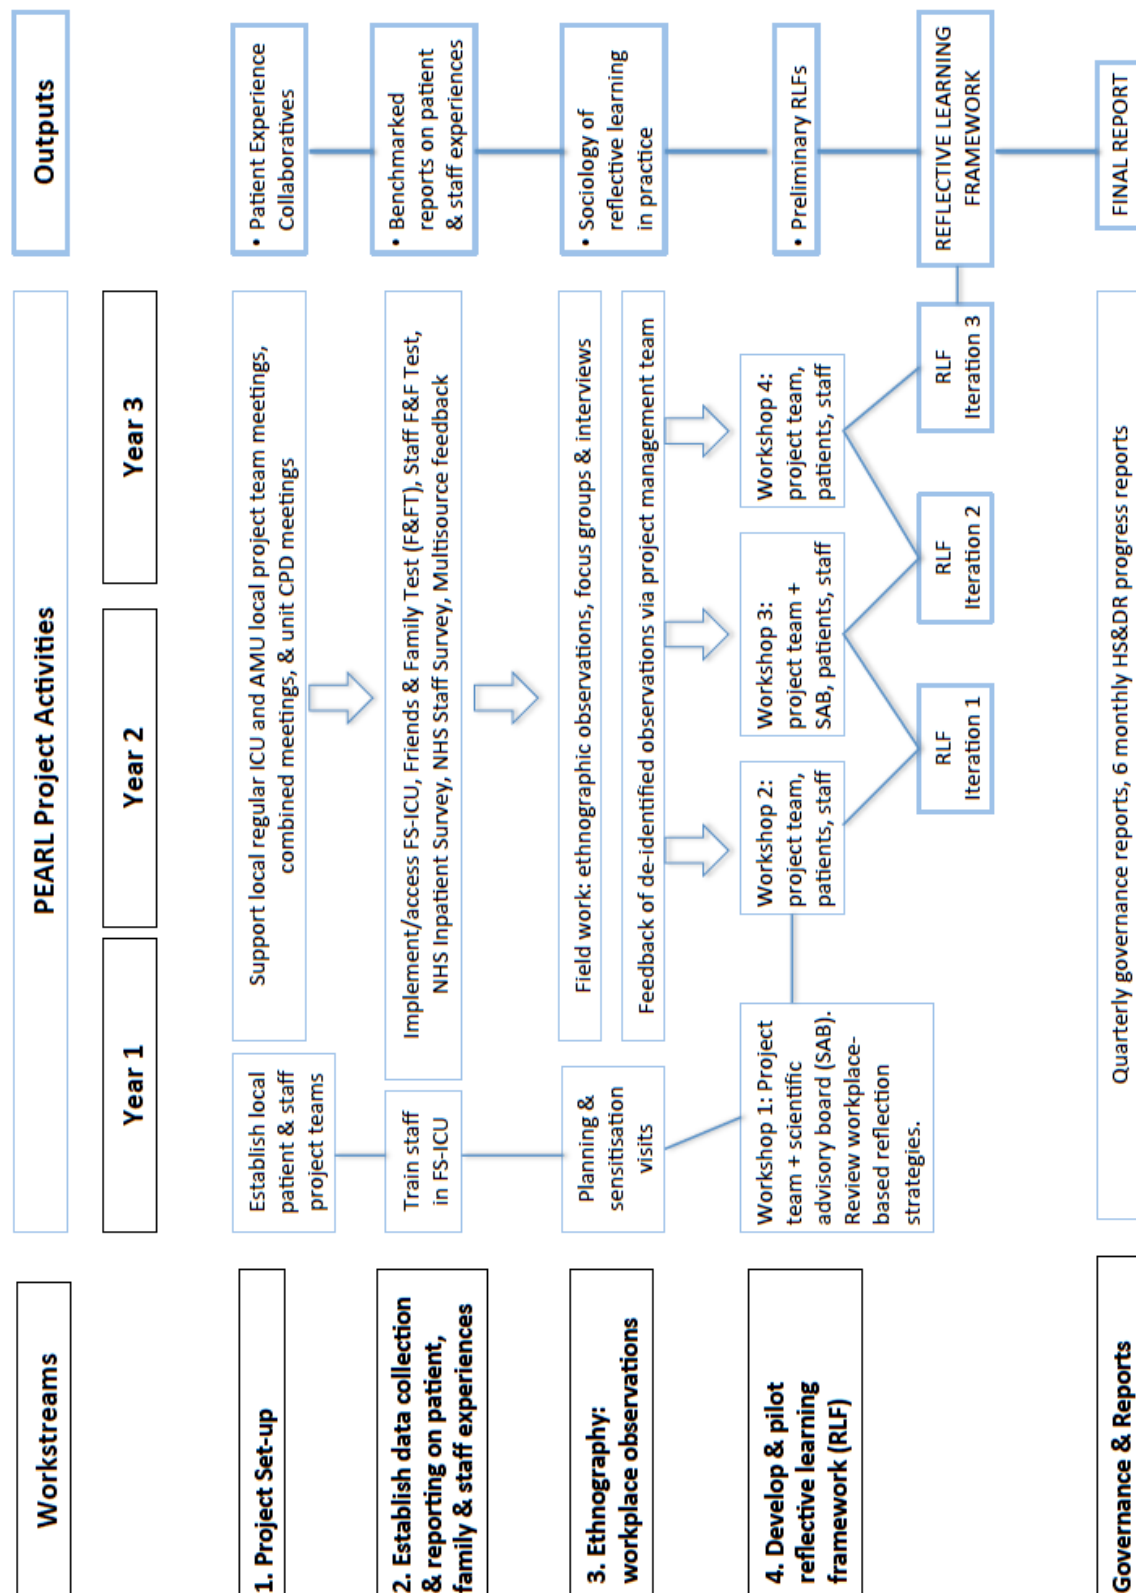 Workstreams
PEARL Project Activities
Outputs
Year 1
Year 2
Year 3
1. Project Set-up
Establish local
patient & staff
project teams
Support local regular ICU and AMU local project team meetings,
combined meetings, & unit CPD meetings
• Patient Experience
Collaboratives
2. Establish data collection
& reporting on patient,
family & staff experiences
Train staff
in FS-ICU
Implement/access FS-ICU, Friends & Family Test (F&FT), Staff F&F Test,
NHS Inpatient Survey, NHS Staff Survey, Multisource feedback
• Benchmarked
reports on patient
& staff experiences
3. Ethnography:
workplace observations
Planning &
sensitisation
visits
Field work: ethnographic observations, focus groups & interviews
Feedback of de-identified observations via project management team
• Sociology of
reflective learning
in practice
4. Develop & pilot
reflective learning
framework (RLF)
Workshop 1: Project
team + scientific
advisory board (SAB).
Review workplace-
based reflection
strategies.
Workshop 2:
project team,
patients, staff
Workshop 3:
project team +
SAB, patients, staff
Workshop 4:
project team,
patients, staff
• Preliminary RLFs
RLF
Iteration 1
RLF
Iteration 2
RLF
Iteration 3
REFLECTIVE LEARNING
FRAMEWORK
Governance & Reports
Quarterly governance reports, 6 monthly HS&DR progress reports
FINAL REPORT